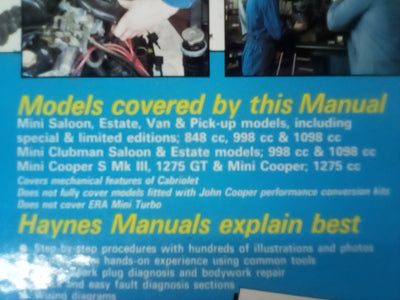 Models covered by this Manual
Mini Saloon, Estate, Van & Pick-up models, including
special & limited editions; 848 cc, 998 cc & 1098 cc
Mini Clubman Saloon & Estate models; 998 cc & 1098 cc
Mini Cooper S Mk III, 1275 GT & Mini Cooper; 1275 cc
Covers mechanical features of Cabriolet
Does not fully cover models fitted with John Cooper performance conversion kits
Does not cover ERA Mini Turbo
Haynes Manuals explain best
Step by step procedures with hundreds of illustrations and photos
hands-on experience using common tools
plug diagnosis and bodywork repair
and easy fault diagnosis sections
diagrams